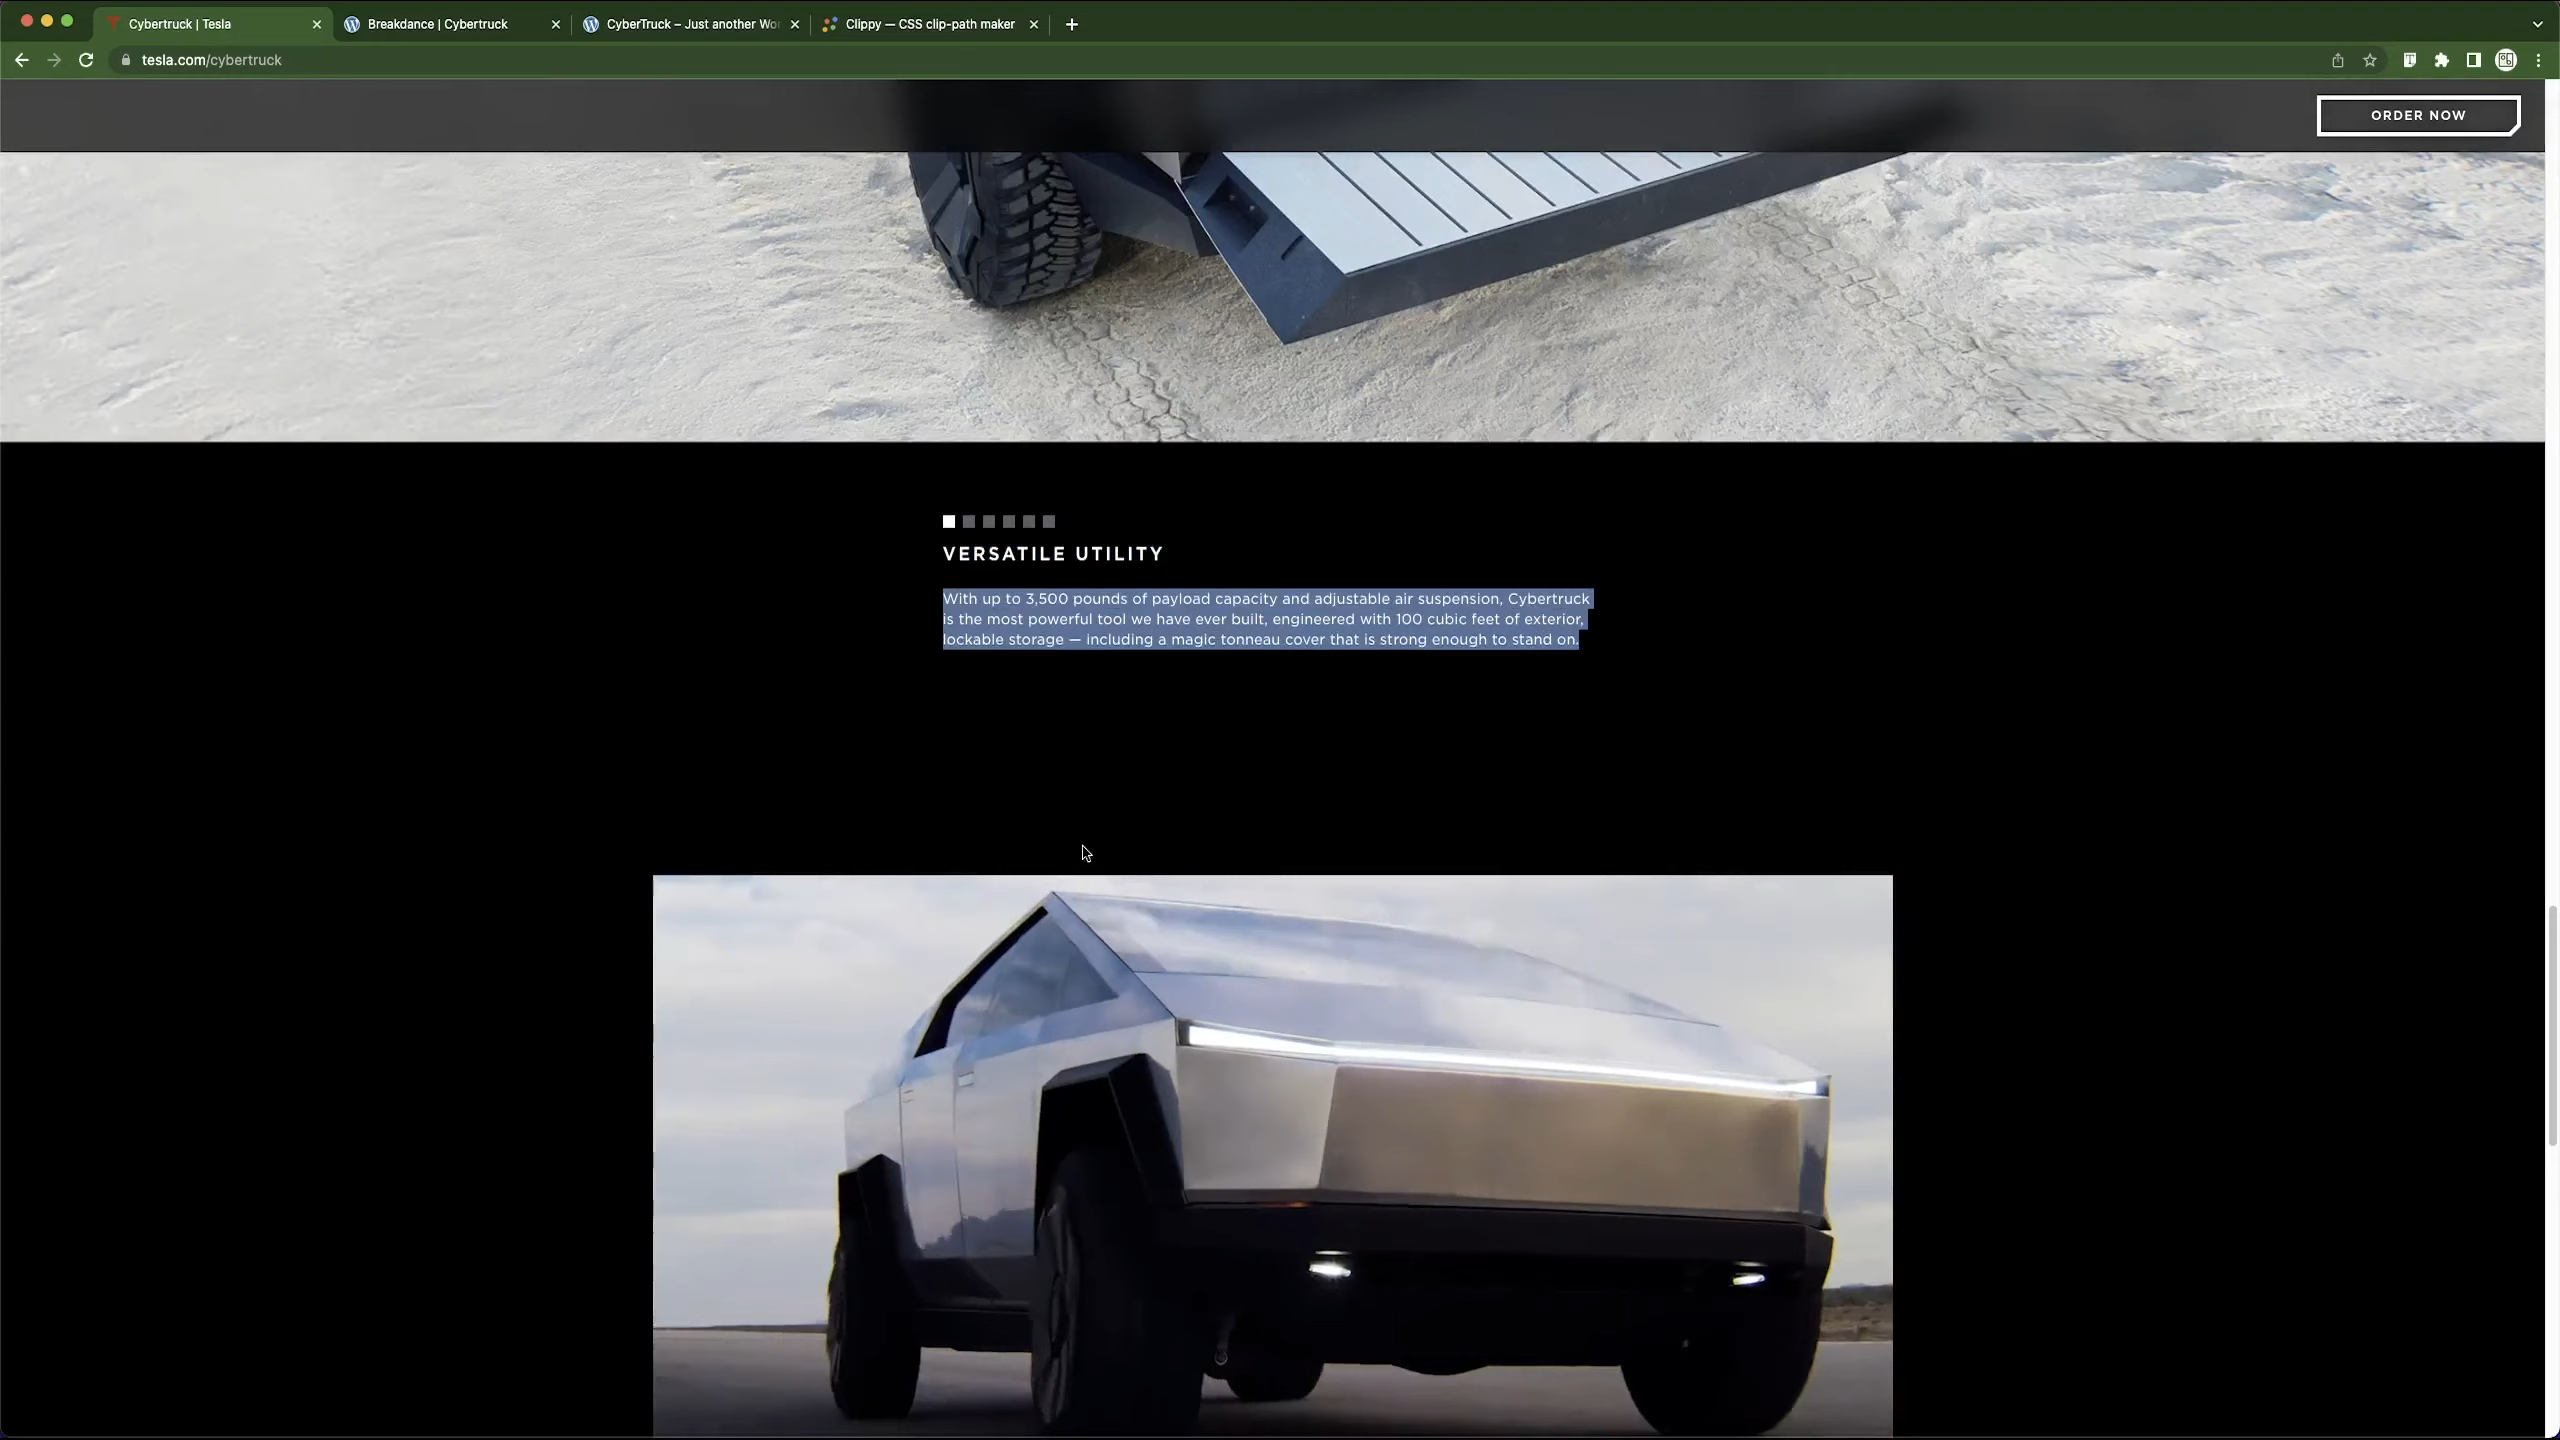 Cybertruck | Tesla
Breakdance | Cybertruck
CyberTruck – Just another Wo
Clippy — CSS clip-path maker
tesla.com/cybertruck
ORDER NOW
VERSATILE UTILITY
With up to 3,500 pounds of payload capacity and adjustable air suspension, Cybertruck
is the most powerful tool we have ever built, engineered with 100 cubic feet of exterior,
lockable storage — including a magic tonneau cover that is strong enough to stand on.